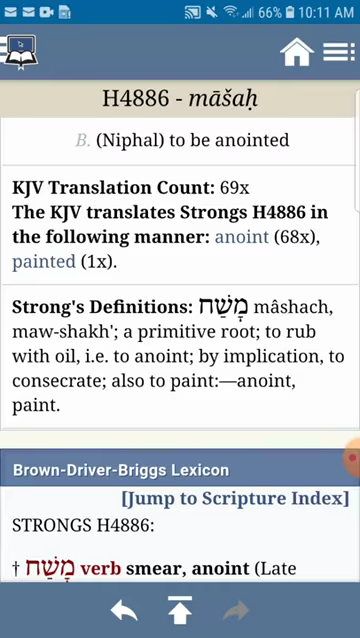 66% 10:11 AM
H4886 - māšaḥ
B. (Niphal) to be anointed
KJV Translation Count: 69x
The KJV translates Strongs H4886 in
the following manner: anoint (68x),
painted (1x).
Strong's Definitions: מָשַׁח mâshach,
maw-shakh'; a primitive root; to rub
with oil, i.e. to anoint; by implication, to
consecrate; also to paint:—anoint,
paint.
Brown-Driver-Briggs Lexicon
[Jump to Scripture Index]
STRONGS H4886:
† מָשַׁח verb smear, anoint (Late